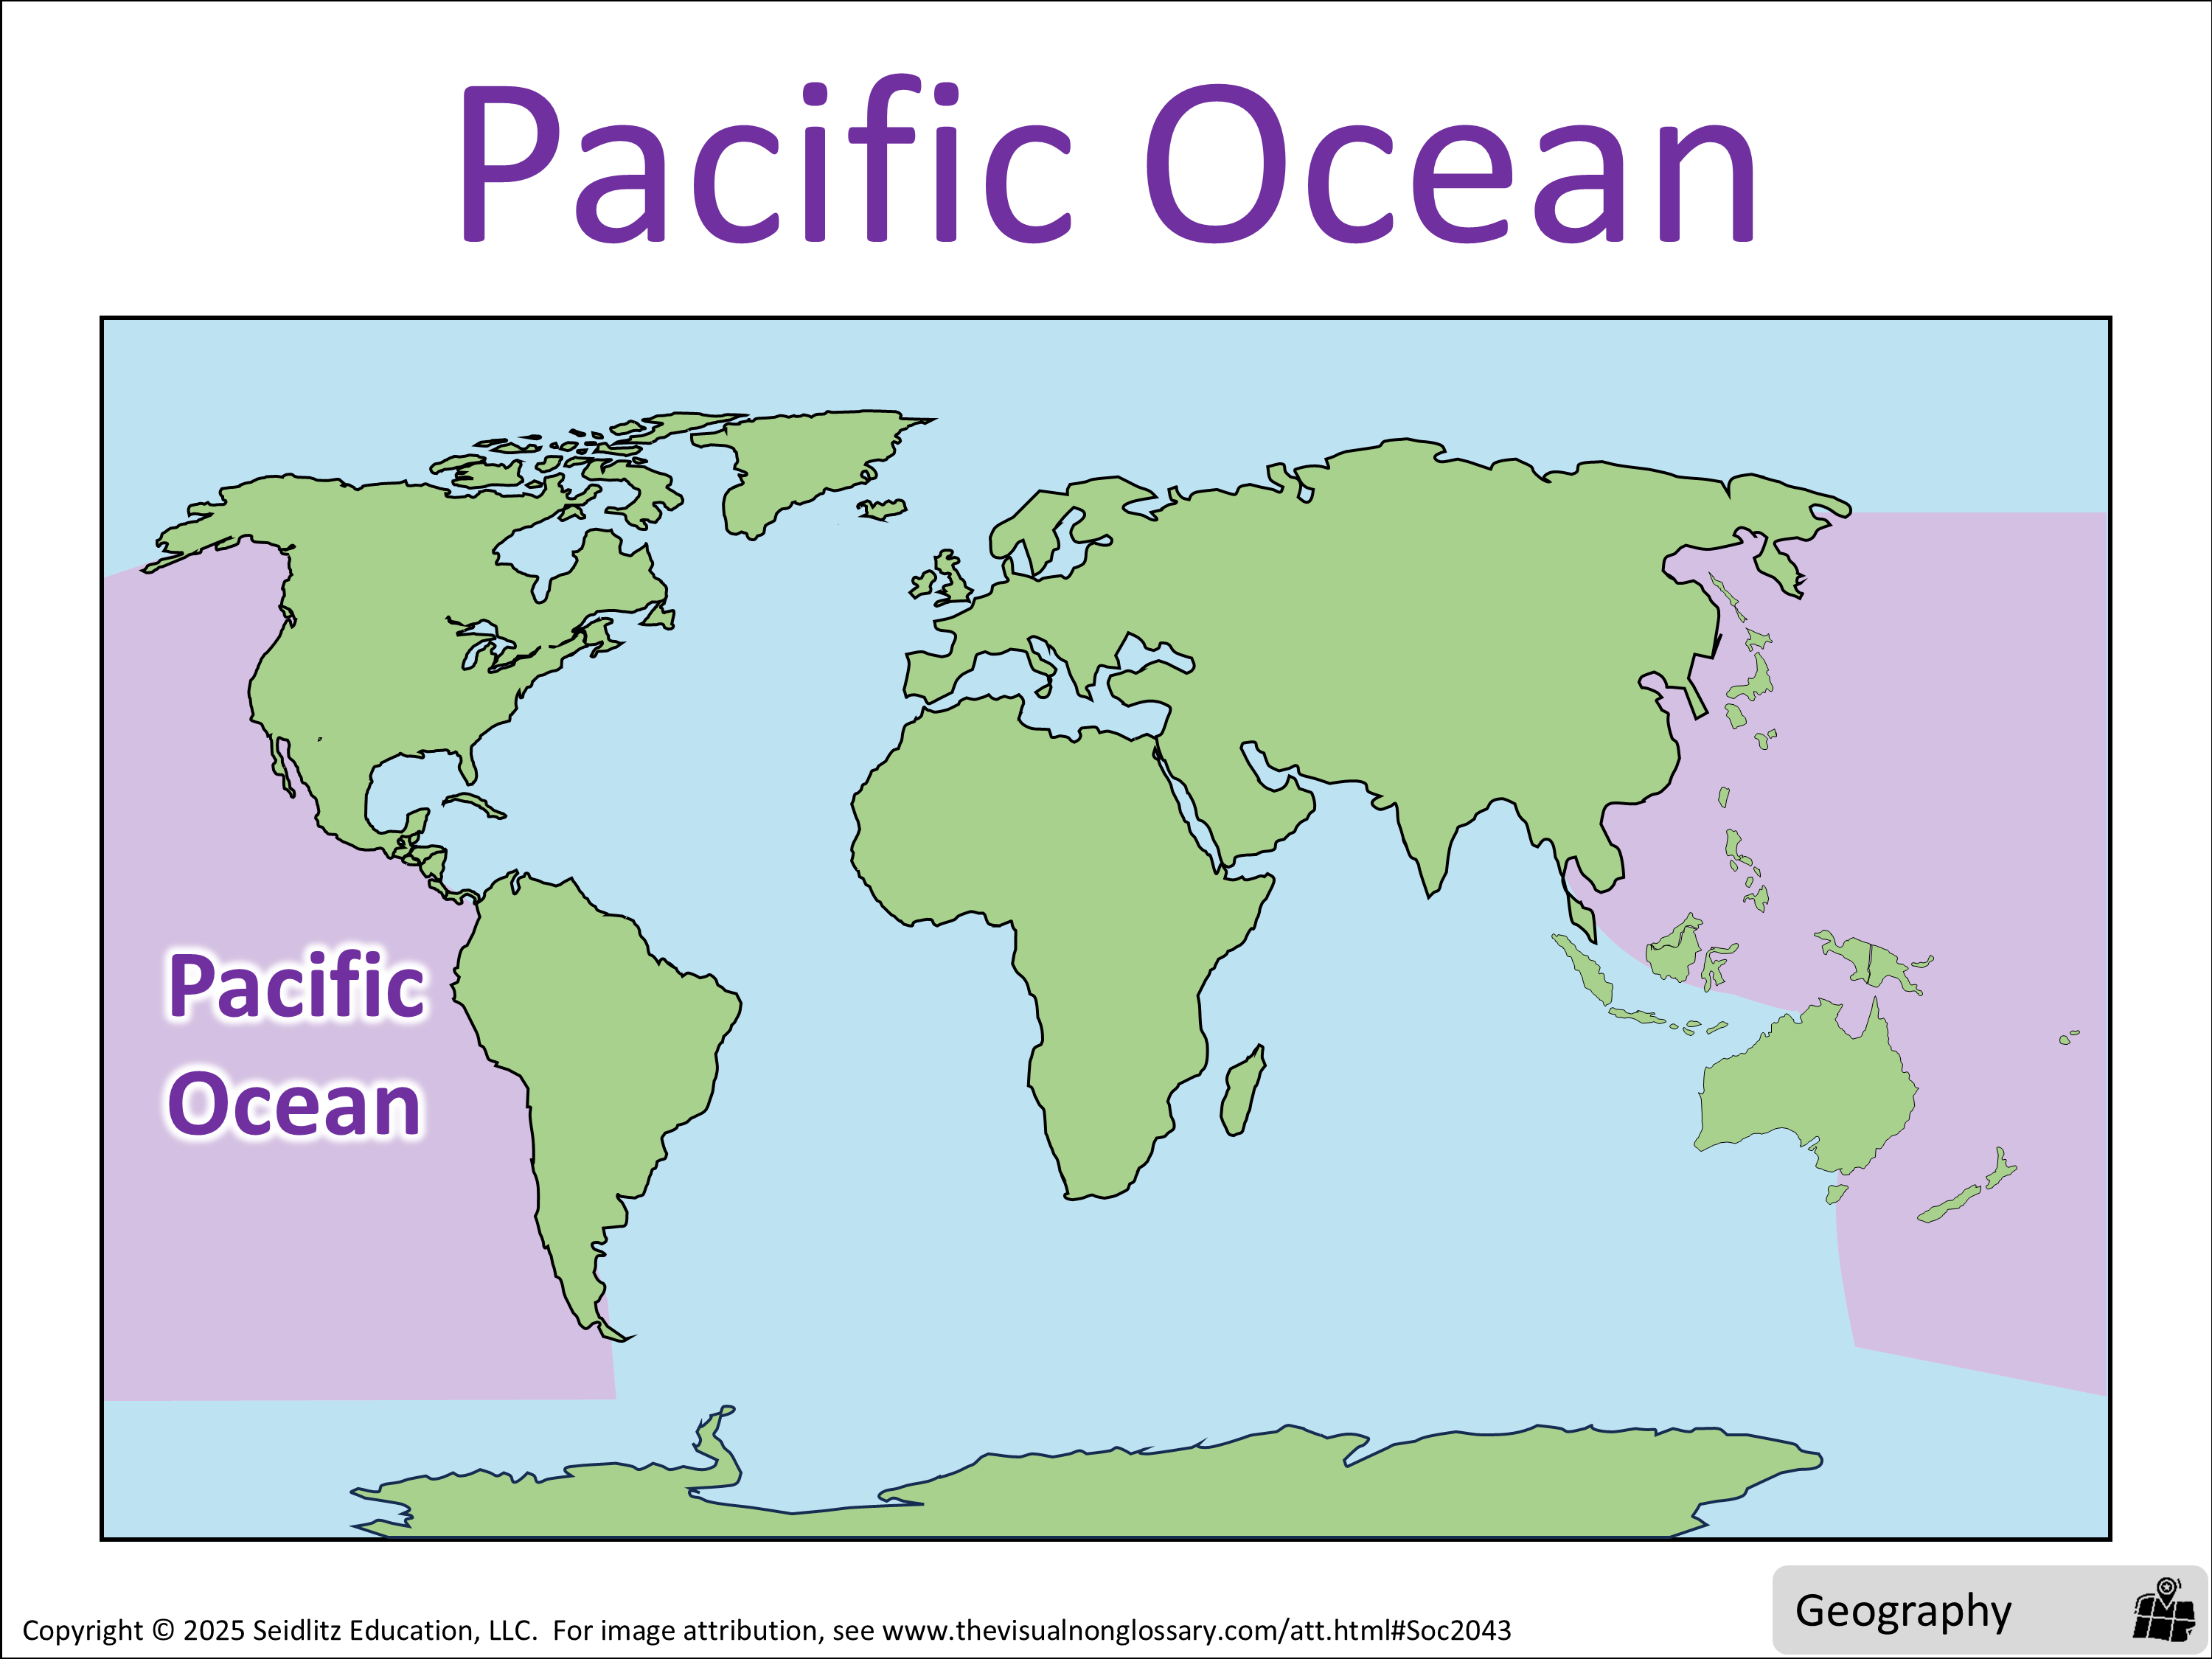 Pacific Ocean
Pacific
Ocean
Geography
Copyright © 2025 Seidlitz Education, LLC.  For image attribution, see www.thevisualnonglossary.com/att.html#Soc2043